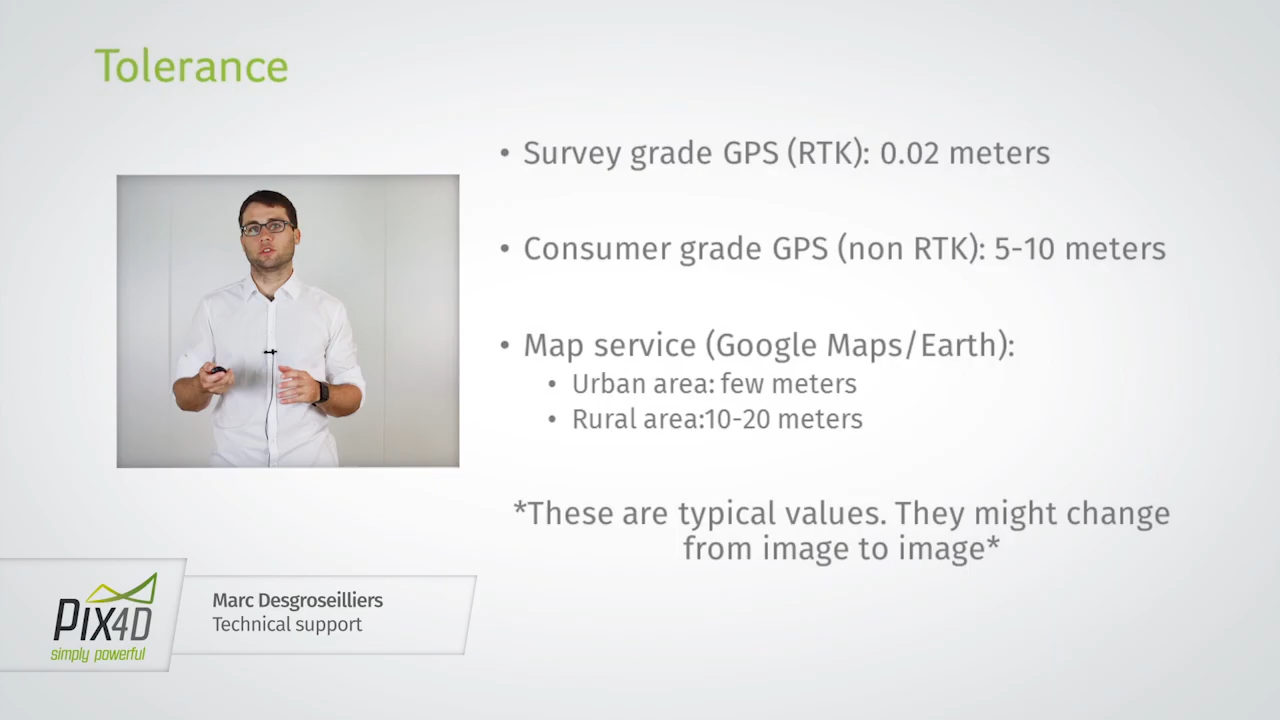 Tolerance
• Survey grade GPS (RTK): 0.02 meters
• Consumer grade GPS (non RTK): 5-10 meters
• Map service (Google Maps/Earth):
• Urban area: few meters
• Rural area:10-20 meters
*These are typical values. They might change
from image to image*
PIX4D
simply powerful
Marc Desgroseilliers
Technical support